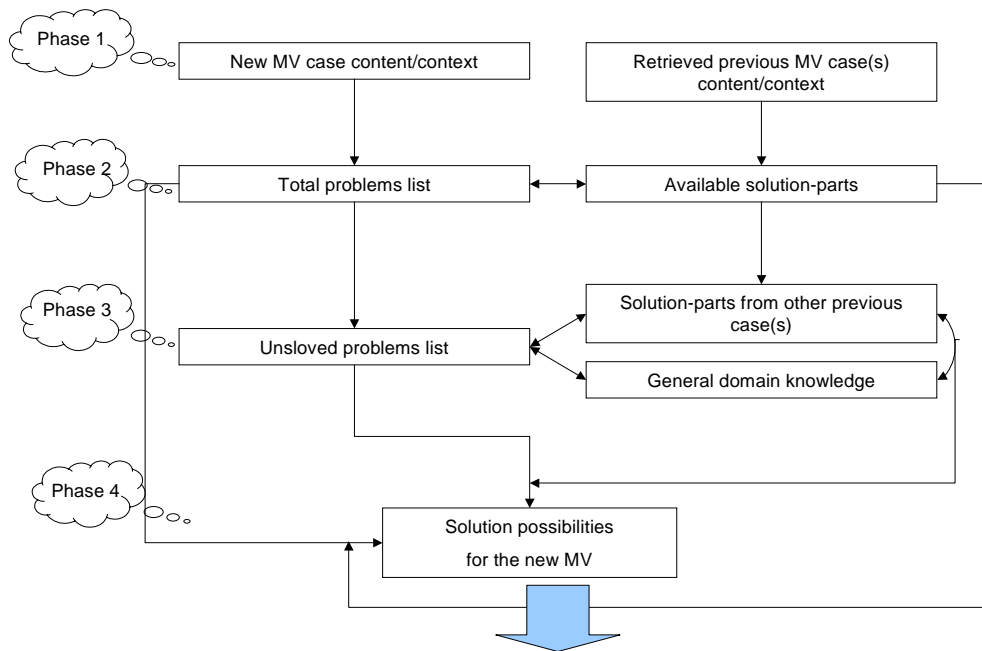 Phase 1
New MV case content/context
Retrieved previous MV case(s)
content/context
Phase 2
Total problems list
Available solution-parts
Phase 3
Solution-parts from other previous
case(s)
Unsloved problems list
General domain knowledge
Phase 4
Solution possibilities
for the new MV